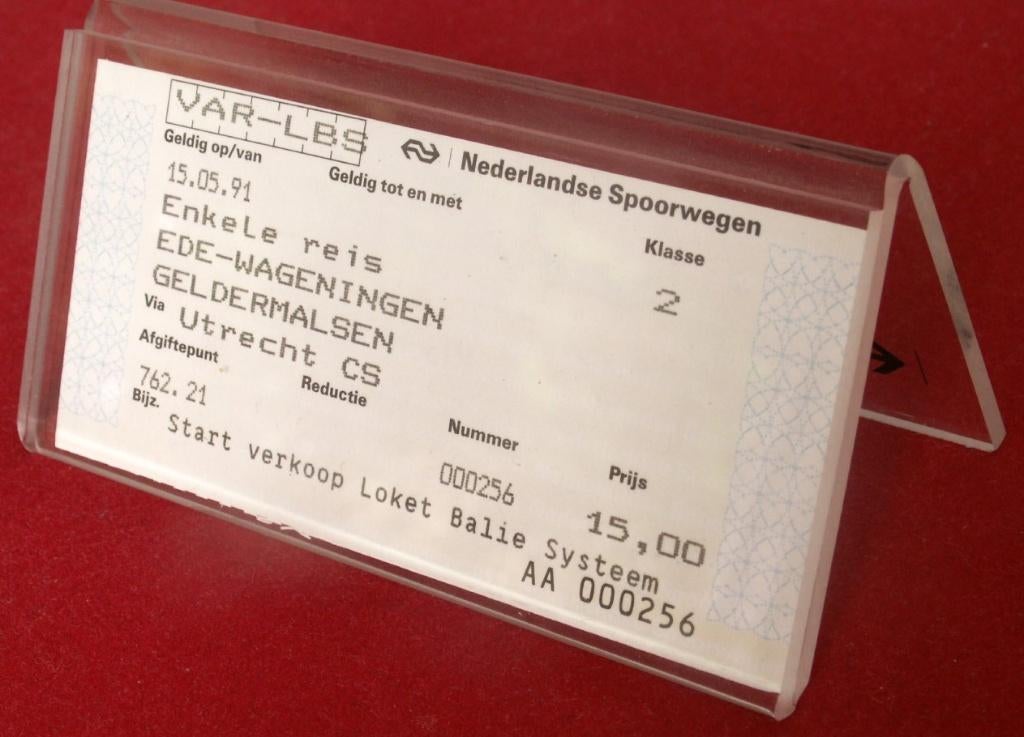 VAR-LBS
Nederlandse Spoorwegen
Geldig op/van
Geldig tot en met
Klasse
15.05.91
Enkele reis
2
EDE-WAGENINGEN
GELDERMALSEN
Via Utrecht CS
Afgiftepunt
Reductie
Nummer
Prijs
762.21
000256
15,00
Bijz.
Start verkoop Loket Balie Systeem
AA 000256